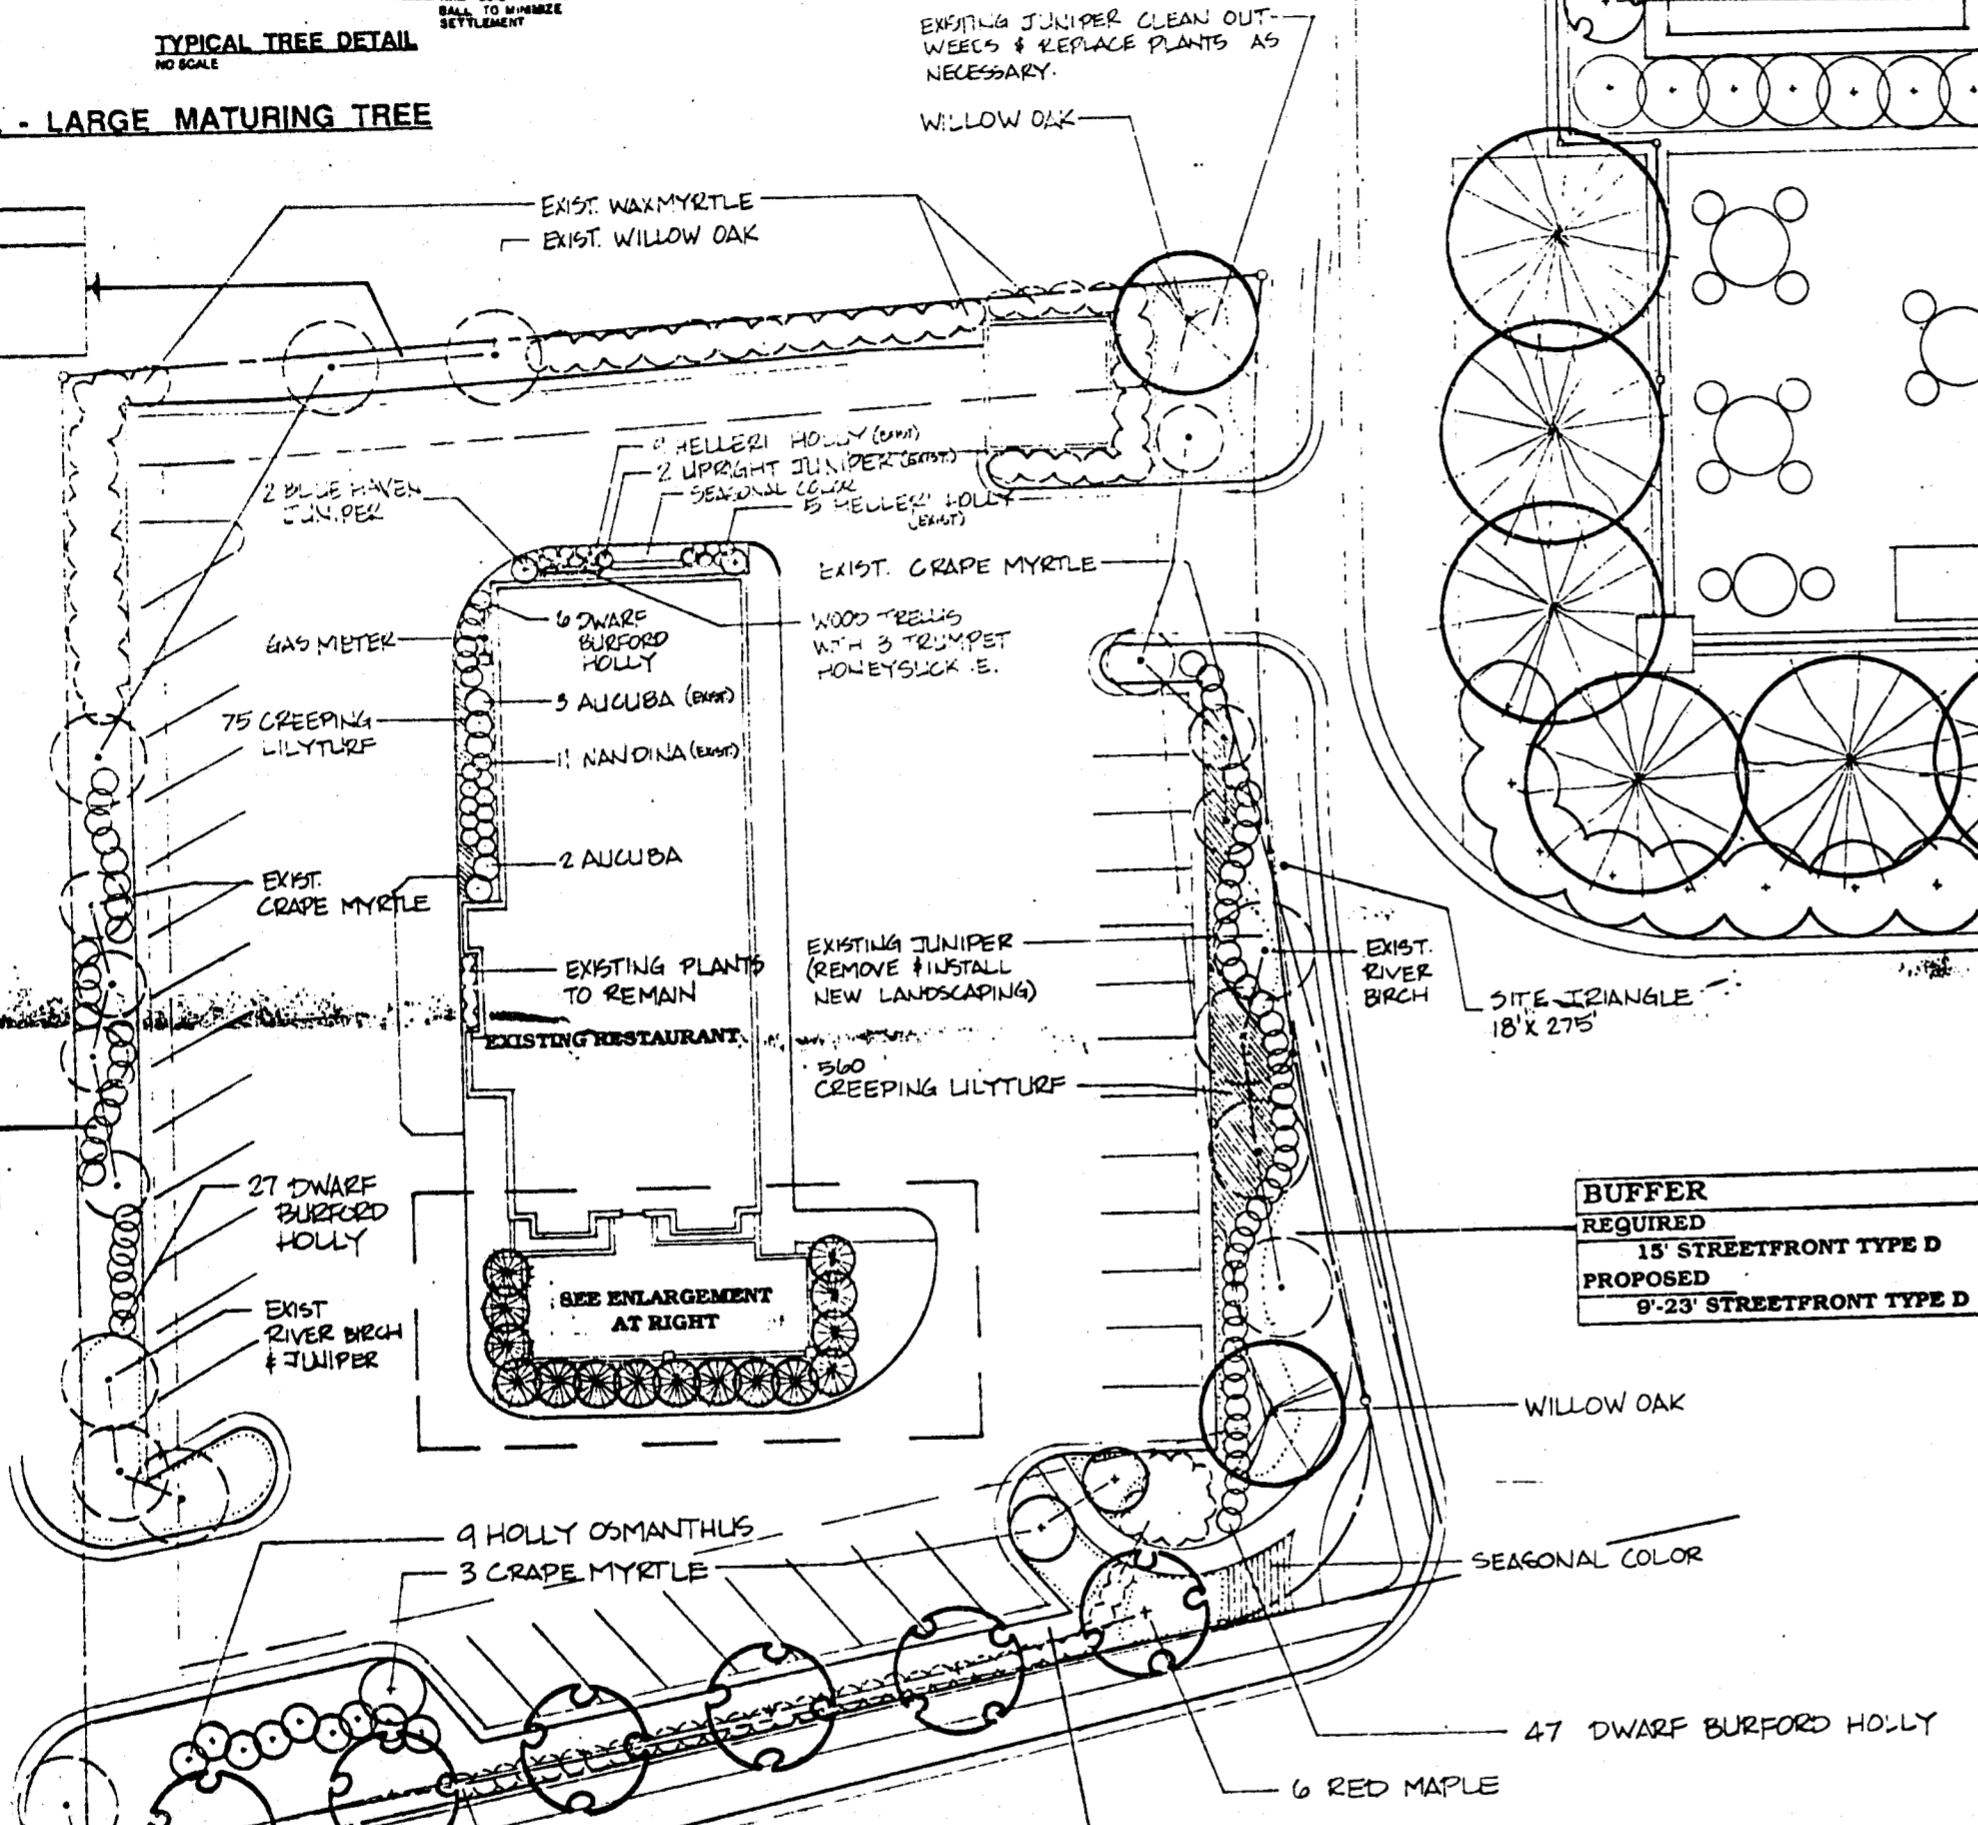 BALL TO MINIMIZE
SETTLEMENT
TYPICAL TREE DETAIL
NO SCALE
- LARGE MATURING TREE
EXISTING JUNIPER CLEAN OUT
WEEDS & REPLACE PLANTS AS
NECESSARY.
WILLOW OAK
EXIST. WAXMYRTLE
EXIST. WILLOW OAK
9 HELLERI HOLLY (EXIST)
2 UPRIGHT JUNIPER (EXIST.)
SEASONAL COLOR
5 HELLERI HOLLY
(EXIST)
2 BLUE HAVEN
JUNIPER
EXIST. CRAPE MYRTLE
6 DWARF
BURFORD
HOLLY
WOOD TRELLIS
WITH 3 TRUMPET
HONEYSUCKLE.
GAS METER
3 AUCUBA (EXIST.)
75 CREEPING
LILYTURF
11 NANDINA (EXIST.)
2 AUCUBA
EXIST.
CRAPE MYRTLE
EXISTING PLANTS
TO REMAIN
EXISTING RESTAURANT
EXISTING JUNIPER
(REMOVE & INSTALL
NEW LANDSCAPING)
EXIST.
RIVER
BIRCH
SITE TRIANGLE
18' X 275'
560
CREEPING LILYTURF
27 DWARF
BURFORD
HOLLY
BUFFER
REQUIRED
15' STREETFRONT TYPE D
PROPOSED
9'-23' STREETFRONT TYPE D
SEE ENLARGEMENT
AT RIGHT
EXIST
RIVER BIRCH
& JUNIPER
WILLOW OAK
9 HOLLY OSMANTHUS
3 CRAPE MYRTLE
SEASONAL COLOR
47 DWARF BURFORD HOLLY
6 RED MAPLE